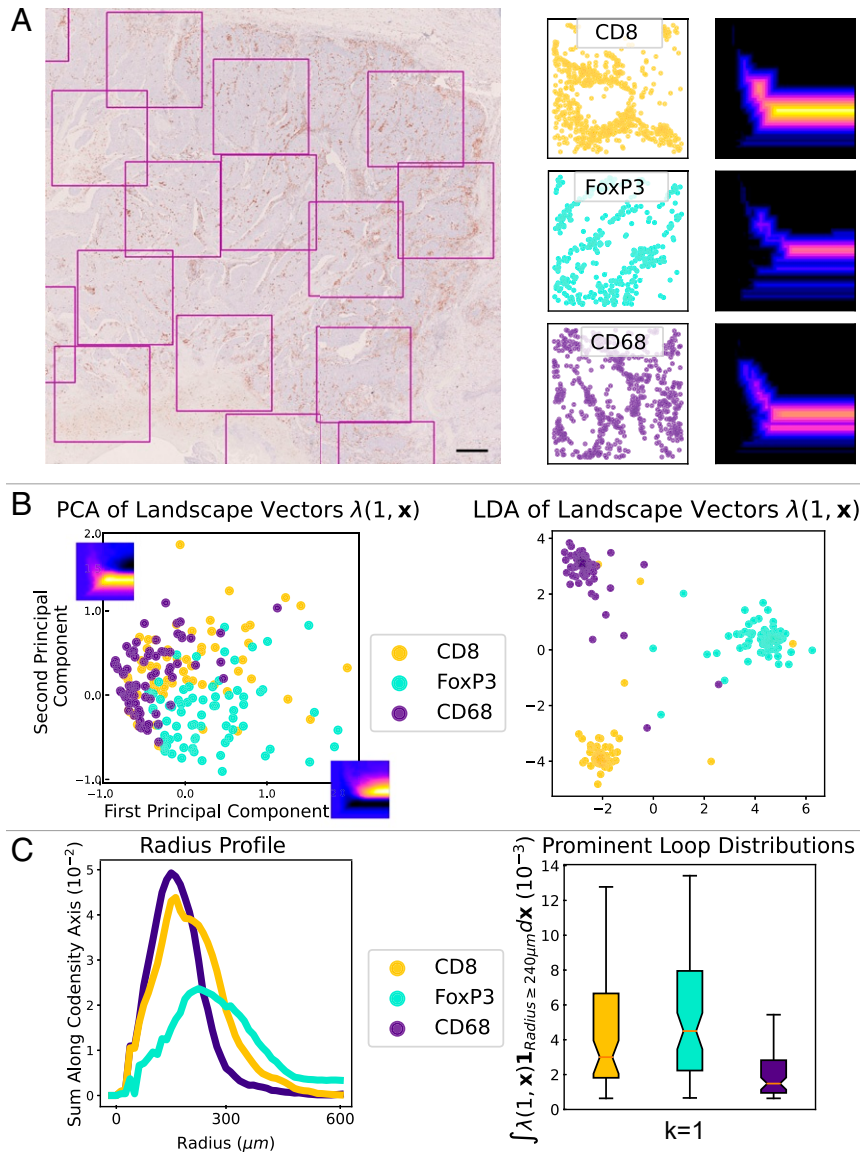 A
CD8
FoxP3
CD68
B
PCA of Landscape Vectors λ(1, x)
LDA of Landscape Vectors λ(1, x)
2.0
1.0
0.0
−1.0
−1.0
0.0
1.0
Second Principal
Component
First Principal Component
CD8
FoxP3
CD68
4
2
0
−2
−4
−2
0
2
4
6
C
Radius Profile
Prominent Loop Distributions
Sum Along Codensity Axis (10⁻²)
5
4
3
2
1
0
0
300
600
Radius (μm)
CD8
FoxP3
CD68
∫λ(1, x)1_{Radius ≥ 240μm}dx (10⁻³)
14
12
10
8
6
4
2
0
k=1